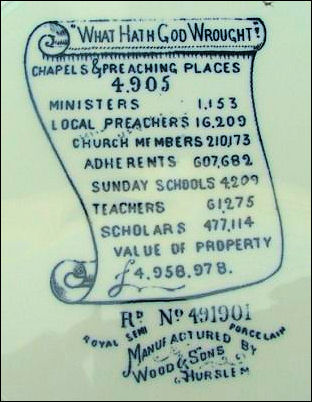 "WHAT HATH GOD WROUGHT"!
CHAPELS & PREACHING PLACES
4,905
MINISTERS 1,153
LOCAL PREACHERS 16,209
CHURCH MEMBERS 210,173
ADHERENTS 607,682
SUNDAY SCHOOLS 4,209
TEACHERS 61,275
SCHOLARS 477,114
VALUE OF PROPERTY
£4,958,978.
RD NO 491901
ROYAL SEMI PORCELAIN
MANUFACTURED BY
WOOD & SONS
BURSLEM